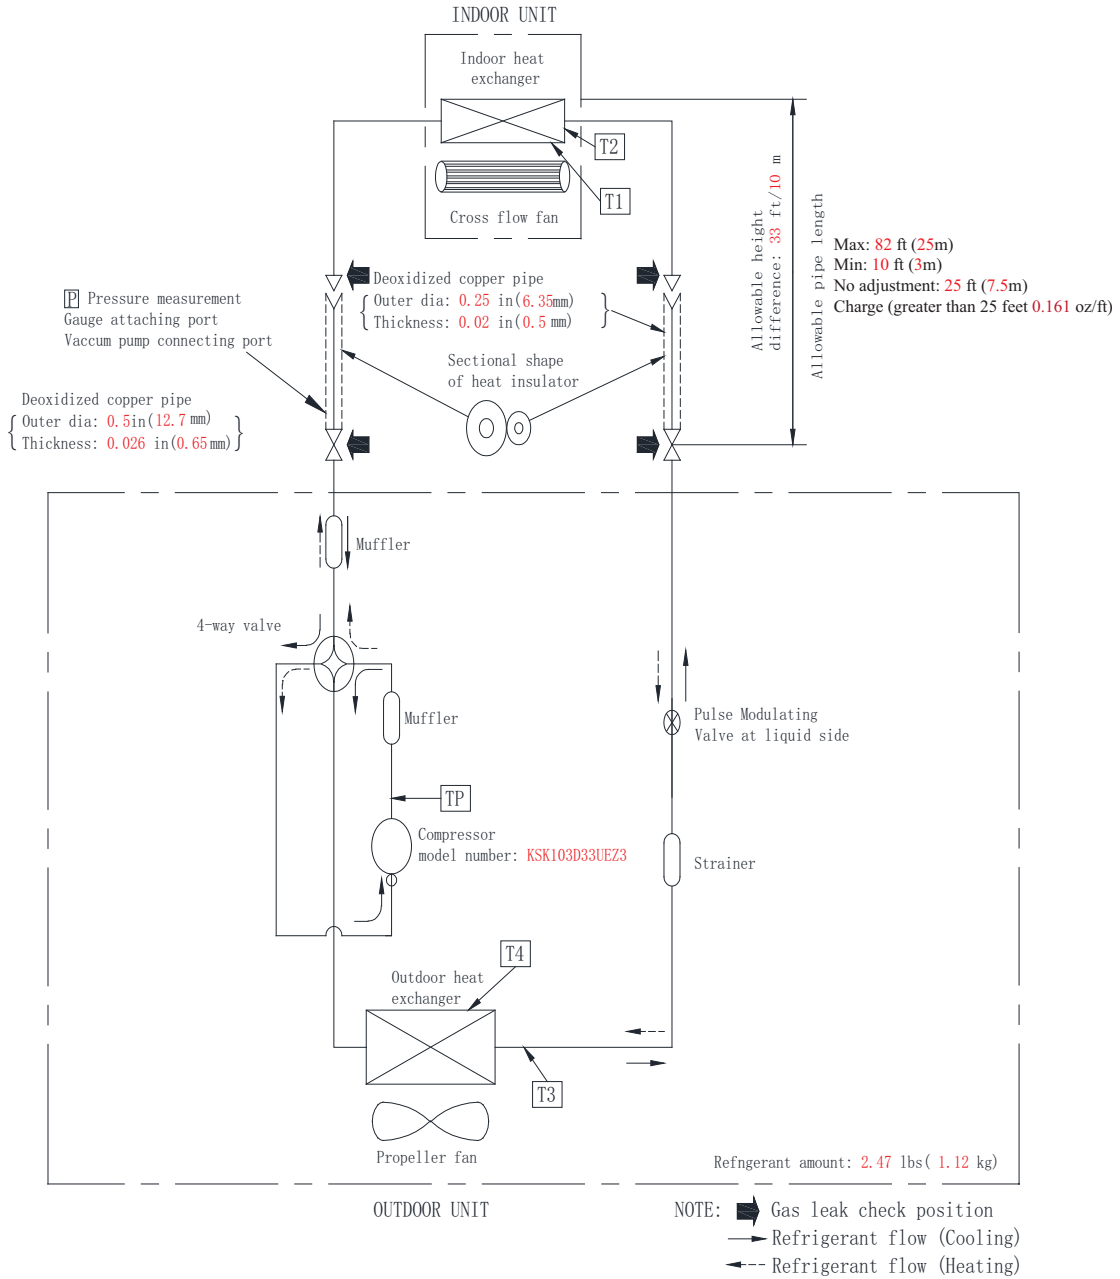 INDOOR UNIT
Indoor heat
exchanger
T2
T1
Cross flow fan
Allowable height
difference: 33 ft/10 m
Allowable pipe length
Max: 82 ft (25m)
Min: 10 ft (3m)
No adjustment: 25 ft (7.5m)
Charge (greater than 25 feet 0.161 oz/ft)
Deoxidized copper pipe
Outer dia: 0.25 in(6.35mm)
Thickness: 0.02 in(0.5 mm)
P Pressure measurement
Gauge attaching port
Vaccum pump connecting port
Sectional shape
of heat insulator
Deoxidized copper pipe
Outer dia: 0.5in(12.7 mm)
Thickness: 0.026 in(0.65mm)
Muffler
4-way valve
Muffler
Pulse Modulating
Valve at liquid side
TP
Compressor
model number: KSK103D33UEZ3
Strainer
T4
Outdoor heat
exchanger
T3
Propeller fan
Refngerant amount: 2.47 lbs( 1.12 kg)
OUTDOOR UNIT
NOTE: Gas leak check position
Refrigerant flow (Cooling)
Refrigerant flow (Heating)